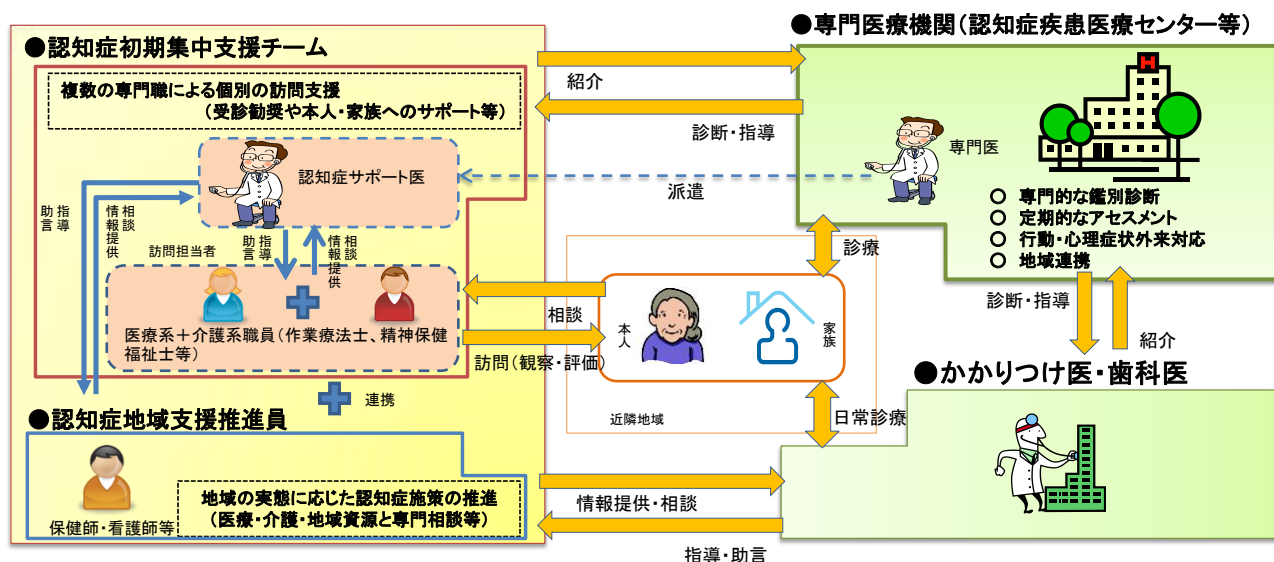 ●認知症初期集中支援チーム
複数の専門職による個別の訪問支援
(受診勧奨や本人・家族へのサポート等)
認知症サポート医
指導
助言
相談
情報提供
訪問担当者
指導
助言
相談
情報提供
医療系+介護系職員(作業療法士、精神保健
福祉士等)
連携
●認知症地域支援推進員
保健師・看護師等
地域の実態に応じた認知症施策の推進
(医療・介護・地域資源と専門相談等)
紹介
診断・指導
派遣
相談
訪問(観察・評価)
本人
家族
近隣地域
診療
日常診療
情報提供・相談
指導・助言
●専門医療機関(認知症疾患医療センター等)
H
専門医
○ 専門的な鑑別診断
○ 定期的なアセスメント
○ 行動・心理症状外来対応
○ 地域連携
診断・指導
紹介
●かかりつけ医・歯科医